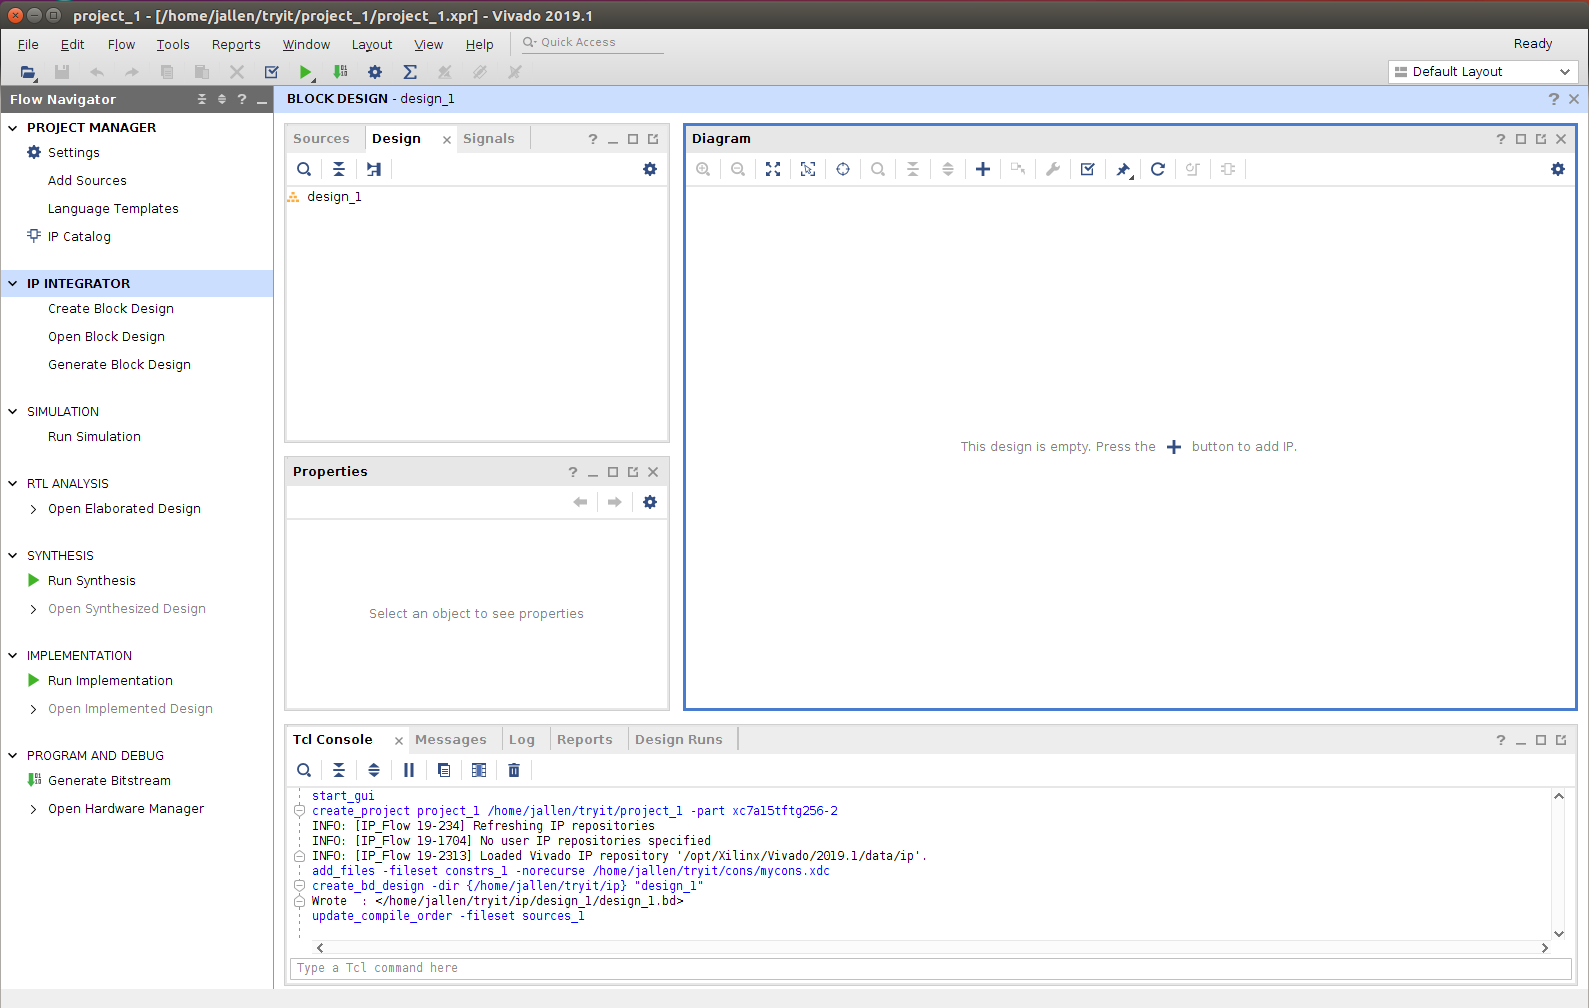 project_1 - [/home/jallen/tryit/project_1/project_1.xpr] - Vivado 2019.1
File Edit Flow Tools Reports Window Layout View Help Quick Access Ready
Default Layout
Flow Navigator
PROJECT MANAGER
Settings
Add Sources
Language Templates
IP Catalog
IP INTEGRATOR
Create Block Design
Open Block Design
Generate Block Design
SIMULATION
Run Simulation
RTL ANALYSIS
Open Elaborated Design
SYNTHESIS
Run Synthesis
Open Synthesized Design
IMPLEMENTATION
Run Implementation
Open Implemented Design
PROGRAM AND DEBUG
Generate Bitstream
Open Hardware Manager
BLOCK DESIGN - design_1
Sources Design Signals
design_1
Properties
Select an object to see properties
Diagram
This design is empty. Press the + button to add IP.
Tcl Console Messages Log Reports Design Runs
start_gui
create_project project_1 /home/jallen/tryit/project_1 -part xc7a15tftg256-2
INFO: [IP_Flow 19-234] Refreshing IP repositories
INFO: [IP_Flow 19-1704] No user IP repositories specified
INFO: [IP_Flow 19-2313] Loaded Vivado IP repository '/opt/Xilinx/Vivado/2019.1/data/ip'.
add_files -fileset constrs_1 -norecurse /home/jallen/tryit/cons/mycons.xdc
create_bd_design -dir {/home/jallen/tryit/ip} "design_1"
Wrote  : </home/jallen/tryit/ip/design_1/design_1.bd>
update_compile_order -fileset sources_1
Type a Tcl command here